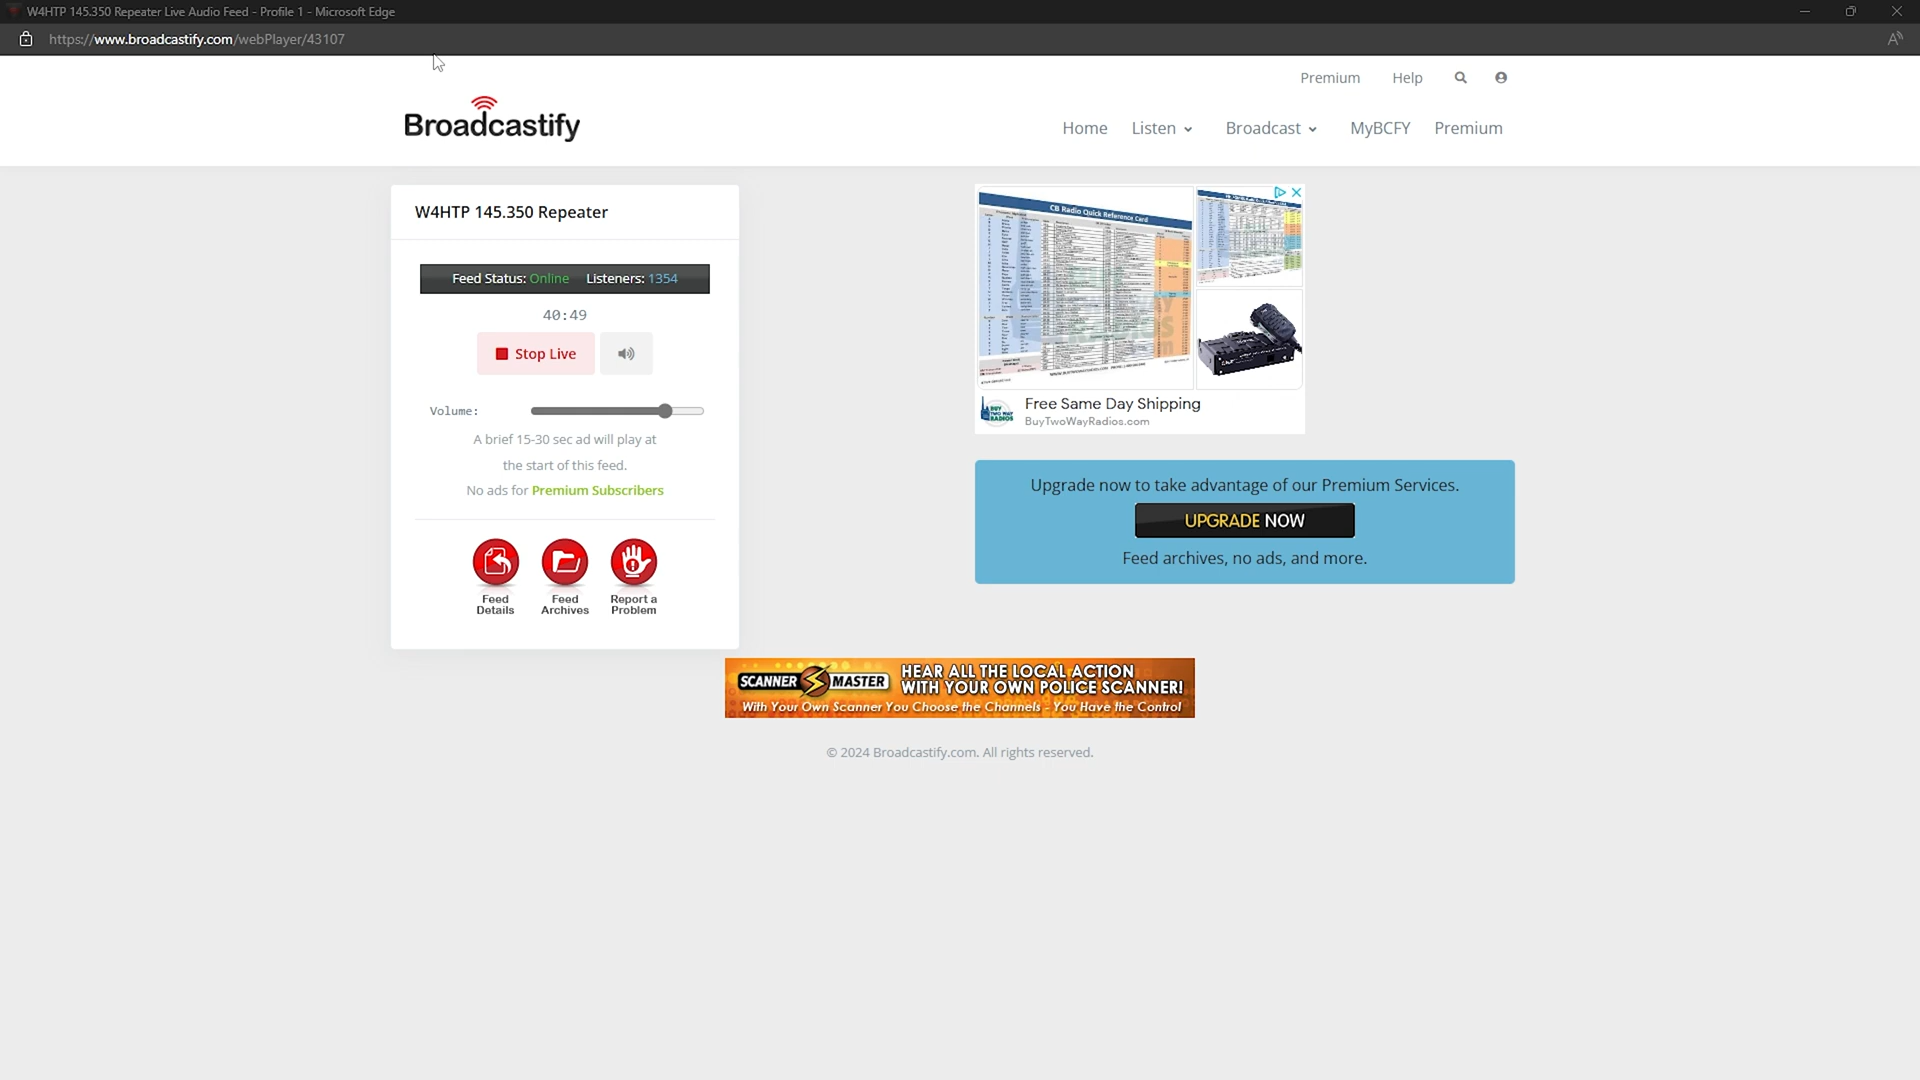 W4HTP 145.350 Repeater Live Audio Feed - Profile 1 - Microsoft Edge
https://www.broadcastify.com/webPlayer/43107
Premium Help
Broadcastify
Home Listen Broadcast MyBCFY Premium
W4HTP 145.350 Repeater
Feed Status: Online Listeners: 1354
40:49
Stop Live
Volume:
A brief 15-30 sec ad will play at
the start of this feed.
No ads for Premium Subscribers
Feed
Details
Feed
Archives
Report a
Problem
CB Radio Quick Reference Card
BUY
TWO WAY
RADIOS
Free Same Day Shipping
BuyTwoWayRadios.com
Upgrade now to take advantage of our Premium Services.
UPGRADE NOW
Feed archives, no ads, and more.
SCANNER MASTER
HEAR ALL THE LOCAL ACTION
WITH YOUR OWN POLICE SCANNER!
With Your Own Scanner You Choose the Channels - You Have the Control
© 2024 Broadcastify.com. All rights reserved.